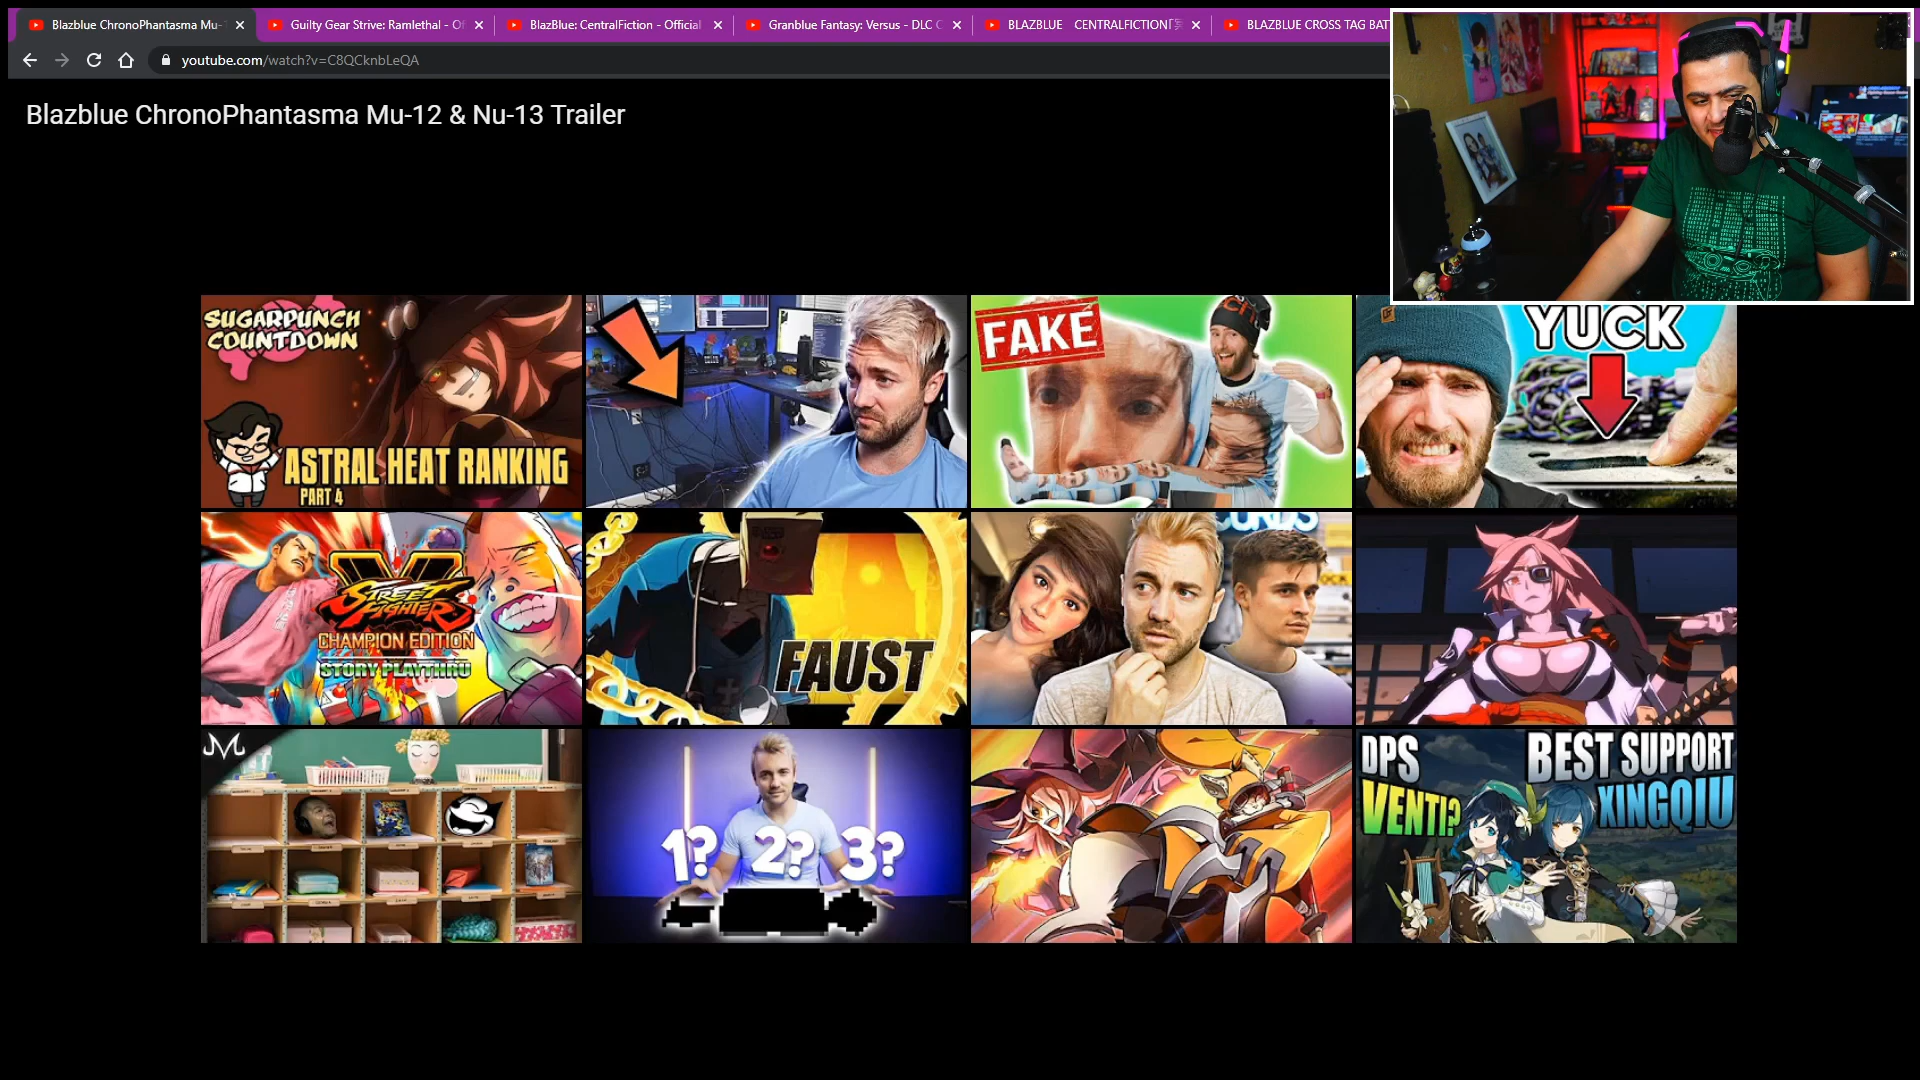 Blazblue ChronoPhantasma Mu-
Guilty Gear Strive: Ramlethal - Of
BlazBlue: CentralFiction - Official
Granblue Fantasy: Versus - DLC C
BLAZBLUE CENTRALFICTION
BLAZBLUE CROSS TAG BAT
youtube.com/watch?v=C8QCknbLeQA
Blazblue ChronoPhantasma Mu-12 & Nu-13 Trailer
SUGARPUNCH
COUNTDOWN
ASTRAL HEAT RANKING
PART 4
FAKE
YUCK
V
STREET
FIGHTER
CHAMPION EDITION
STORY PLAYTHRU
FAUST
1? 2? 3?
DPS
VENTI?
BEST SUPPORT
XINGQIU